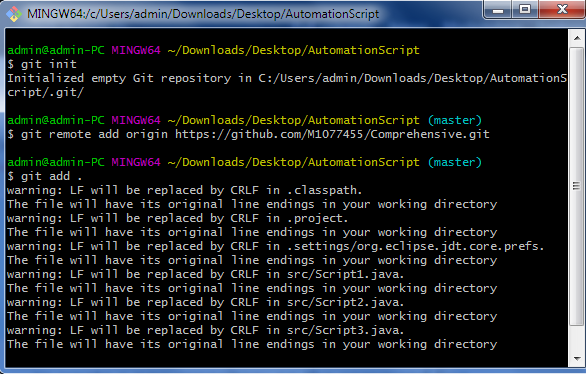 MINGW64:/c/Users/admin/Downloads/Desktop/AutomationScript
admin@admin-PC MINGW64 ~/Downloads/Desktop/AutomationScript
$ git init
Initialized empty Git repository in C:/Users/admin/Downloads/Desktop/AutomationS
cript/.git/
admin@admin-PC MINGW64 ~/Downloads/Desktop/AutomationScript (master)
$ git remote add origin https://github.com/M1077455/Comprehensive.git
admin@admin-PC MINGW64 ~/Downloads/Desktop/AutomationScript (master)
$ git add .
warning: LF will be replaced by CRLF in .classpath.
The file will have its original line endings in your working directory
warning: LF will be replaced by CRLF in .project.
The file will have its original line endings in your working directory
warning: LF will be replaced by CRLF in .settings/org.eclipse.jdt.core.prefs.
The file will have its original line endings in your working directory
warning: LF will be replaced by CRLF in src/Script1.java.
The file will have its original line endings in your working directory
warning: LF will be replaced by CRLF in src/Script2.java.
The file will have its original line endings in your working directory
warning: LF will be replaced by CRLF in src/Script3.java.
The file will have its original line endings in your working directory